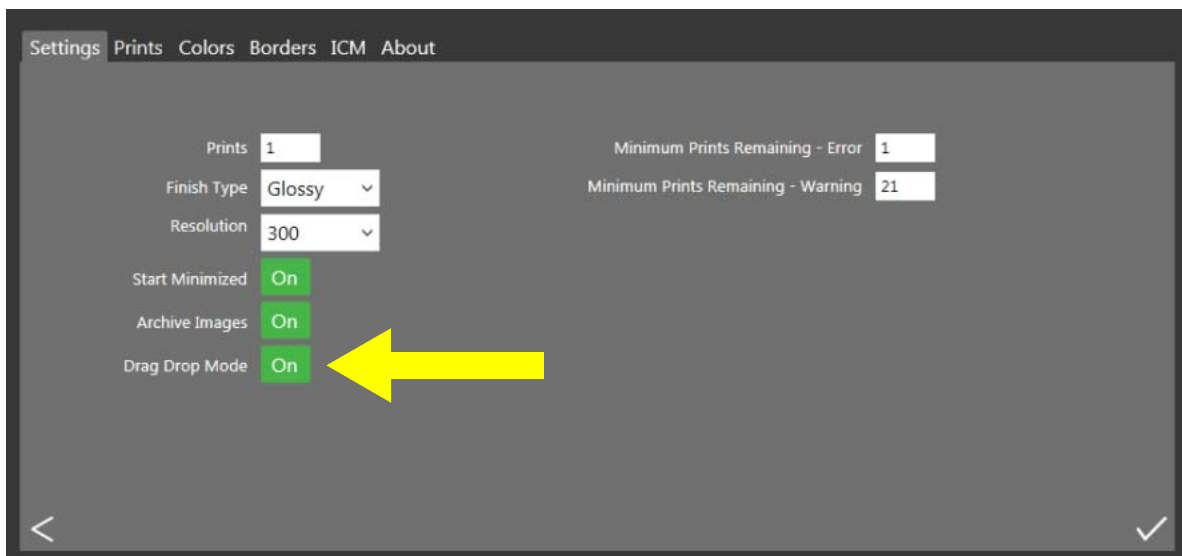 Settings Prints Colors Borders ICM About
Prints 1
Finish Type Glossy
Resolution 300
Start Minimized On
Archive Images On
Drag Drop Mode On
Minimum Prints Remaining - Error 1
Minimum Prints Remaining - Warning 21